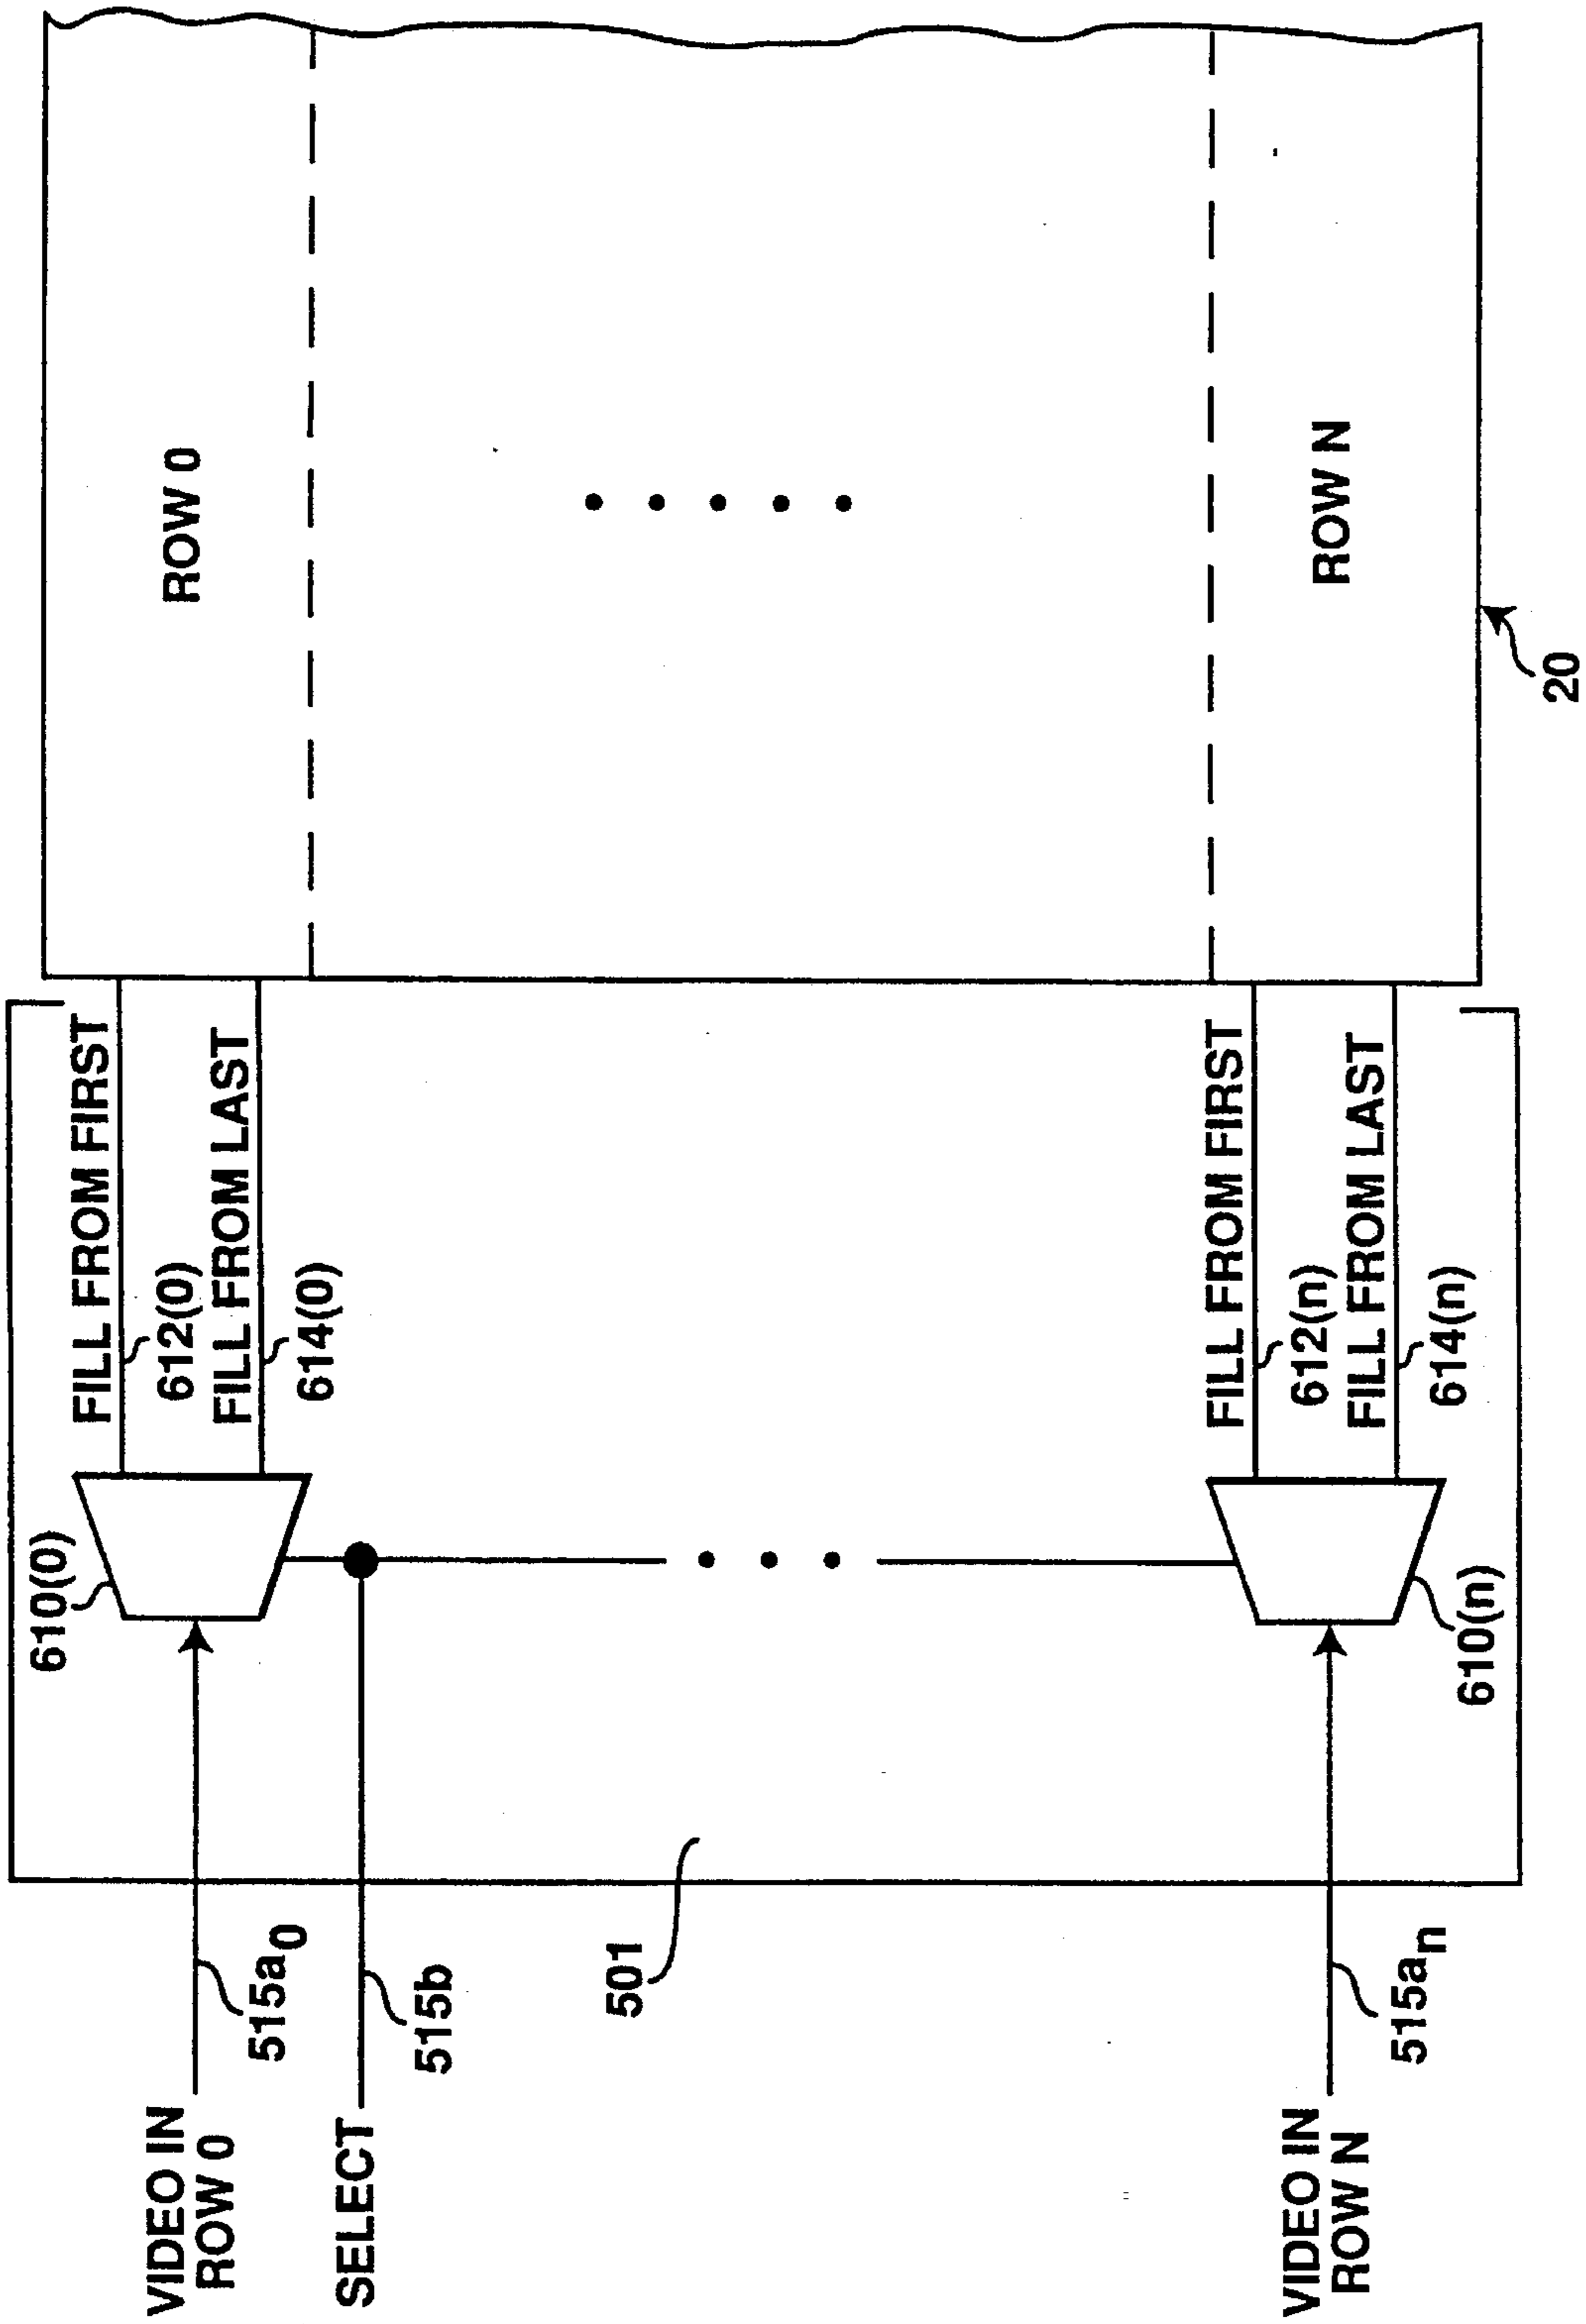 VIDEO IN
ROW 0
515a0
SELECT
515b
501
VIDEO IN
ROW N
515an
610(0)
FILL FROM FIRST
612(0)
FILL FROM LAST
614(0)
610(n)
FILL FROM FIRST
612(n)
FILL FROM LAST
614(n)
ROW 0
ROW N
20